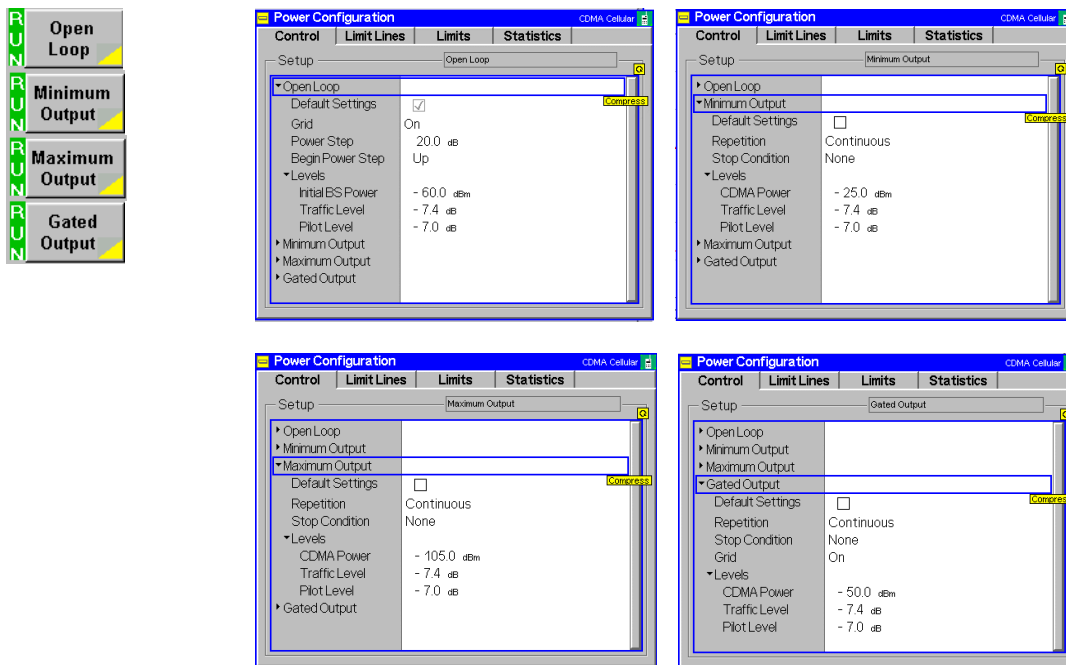 RUN Open Loop
RUN Minimum Output
RUN Maximum Output
RUN Gated Output
Power Configuration CDMA Cellular
Control Limit Lines Limits Statistics
Setup Open Loop
Q
Open Loop
Compress
Default Settings
Grid On
Power Step 20.0 dB
Begin Power Step Up
Levels
Initial BS Power - 60.0 dBm
Traffic Level - 7.4 dB
Pilot Level - 7.0 dB
Minimum Output
Maximum Output
Gated Output
Power Configuration CDMA Cellular
Control Limit Lines Limits Statistics
Setup Minimum Output
Q
Open Loop
Minimum Output
Compress
Default Settings
Repetition Continuous
Stop Condition None
Levels
CDMA Power - 25.0 dBm
Traffic Level - 7.4 dB
Pilot Level - 7.0 dB
Maximum Output
Gated Output
Power Configuration CDMA Cellular
Control Limit Lines Limits Statistics
Setup Maximum Output
Q
Open Loop
Minimum Output
Maximum Output
Compress
Default Settings
Repetition Continuous
Stop Condition None
Levels
CDMA Power - 105.0 dBm
Traffic Level - 7.4 dB
Pilot Level - 7.0 dB
Gated Output
Power Configuration CDMA Cellular
Control Limit Lines Limits Statistics
Setup Gated Output
Q
Open Loop
Minimum Output
Maximum Output
Gated Output
Compress
Default Settings
Repetition Continuous
Stop Condition None
Grid On
Levels
CDMA Power - 50.0 dBm
Traffic Level - 7.4 dB
Pilot Level - 7.0 dB